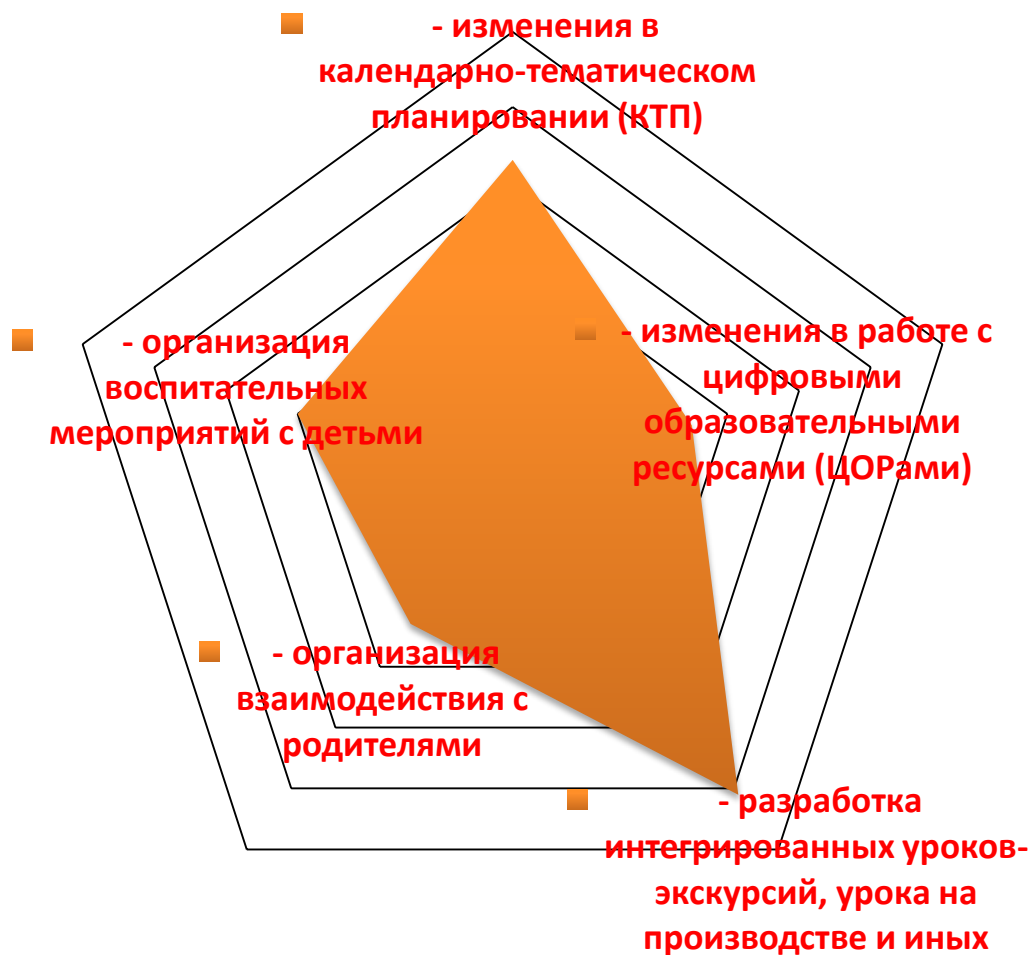 - изменения в
календарно-тематическом
планировании (КТП)
- изменения в работе с
цифровыми
образовательными
ресурсами (ЦОРами)
- организация
воспитательных
мероприятий с детьми
- организация
взаимодействия с
родителями
- разработка
интегрированных уроков-
экскурсий, урока на
производстве и иных